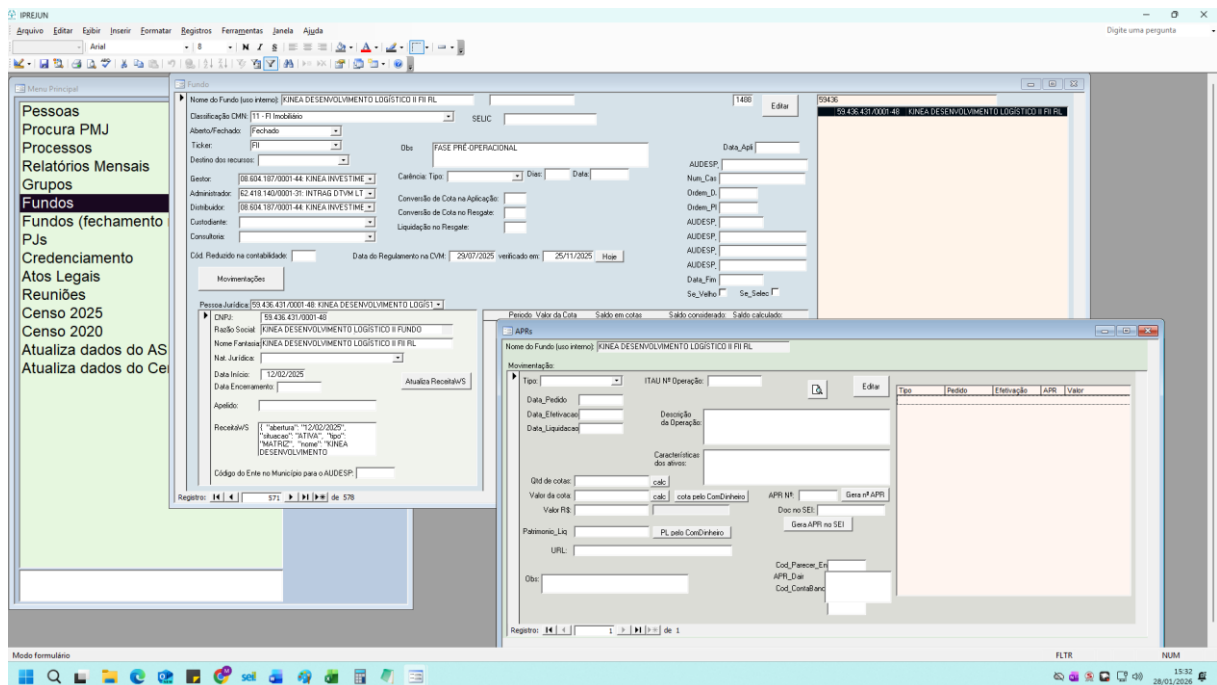 IPREJUN
Arquivo Editar Exibir Inserir Formatar Registros Ferramentas Janela Ajuda
Digite uma pergunta
Arial 8 N I S
Menu Principal
Pessoas
Procura PMJ
Processos
Relatórios Mensais
Grupos
Fundos
Fundos (fechamento
PJs
Credenciamento
Atos Legais
Reuniões
Censo 2025
Censo 2020
Atualiza dados do AS
Atualiza dados do Ce
Fundo
Nome do Fundo (uso interno): KINEA DESENVOLVIMENTO LOGÍSTICO II FII RL
1488 Editar
Classificação CMN: 11 - FI Imobiliário
SELIC
Aberto/Fechado: Fechado
Ticker: FII
Destino dos recursos:
Obs FASE PRÉ-OPERACIONAL
Gestor: 08.604.187/0001-44: KINEA INVESTIME
Administrador: 62.418.140/0001-31: INTRAG DTVM LT
Distribuidor: 08.604.187/0001-44: KINEA INVESTIME
Custodiante:
Consultoria:
Carência: Tipo: Dias: Data:
Conversão de Cota na Aplicação:
Conversão de Cota no Resgate:
Liquidação no Resgate:
Cód. Reduzido na contabilidade:
Data do Regulamento na CVM: 29/07/2025 verificado em: 25/11/2025 Hoje
Movimentações
Data_Apli
AUDESP_
Num_Cas
Ordem_D.
Ordem_Pl
AUDESP_
AUDESP_
AUDESP_
AUDESP_
Data_Fim
Se_Velho Se_Selec
59436
59.436.431/0001-48 KINEA DESENVOLVIMENTO LOGÍSTICO II FII RL
Pessoa Jurídica: 59.436.431/0001-48: KINEA DESENVOLVIMENTO LOGÍST
CNPJ: 59.436.431/0001-48
Razão Social: KINEA DESENVOLVIMENTO LOGÍSTICO II FUNDO
Nome Fantasia: KINEA DESENVOLVIMENTO LOGÍSTICO II FII RL
Nat. Jurídica:
Data Início: 12/02/2025
Data Encerramento:
Atualiza ReceitaWS
Apelido:
ReceitaWS { "abertura": "12/02/2025",
"situacao": "ATIVA", "tipo":
"MATRIZ", "nome": "KINEA
DESENVOLVIMENTO
Código do Ente no Município para o AUDESP:
Registro: 571 de 578
Periodo Valor da Cota Saldo em cotas Saldo considerado: Saldo calculado:
APRs
Nome do Fundo (uso interno): KINEA DESENVOLVIMENTO LOGÍSTICO II FII RL
Movimentação:
Tipo: ITAU Nº Operação: Editar
Data_Pedido
Data_Efetivacao
Data_Liquidacao
Descrição
da Operação:
Características
dos ativos:
Qtd de cotas: calc
Valor da cota: calc cota pelo ComDinheiro
Valor R$:
APR Nº: Gera nº APR
Doc no SEI:
Gera APR no SEI
Patrimonio_Liq PL pelo ComDinheiro
URL:
Obs:
Cod_Parecer_En
APR_Dair
Cod_ContaBanc
Tipo Pedido Efetivação APR Valor
Registro: 1 de 1
Modo formulário
FLTR NUM
sei!
15:32
28/01/2026